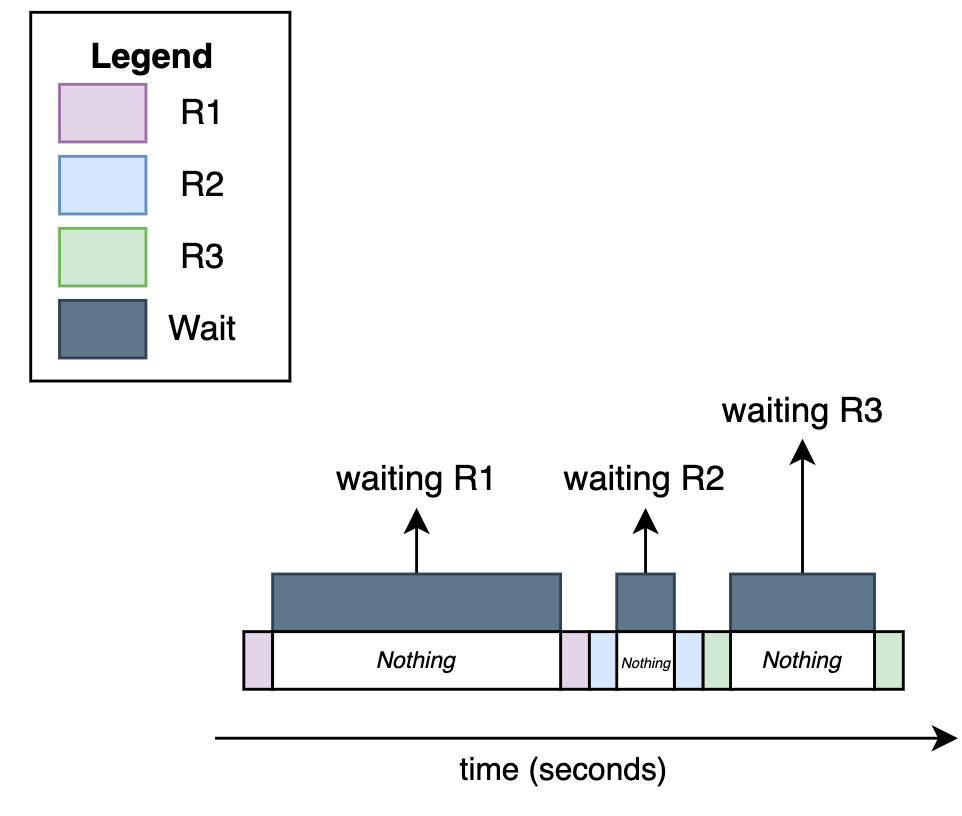 Legend
R1
R2
R3
Wait
waiting R3
waiting R1
waiting R2
Nothing
Nothing
Nothing
time (seconds)